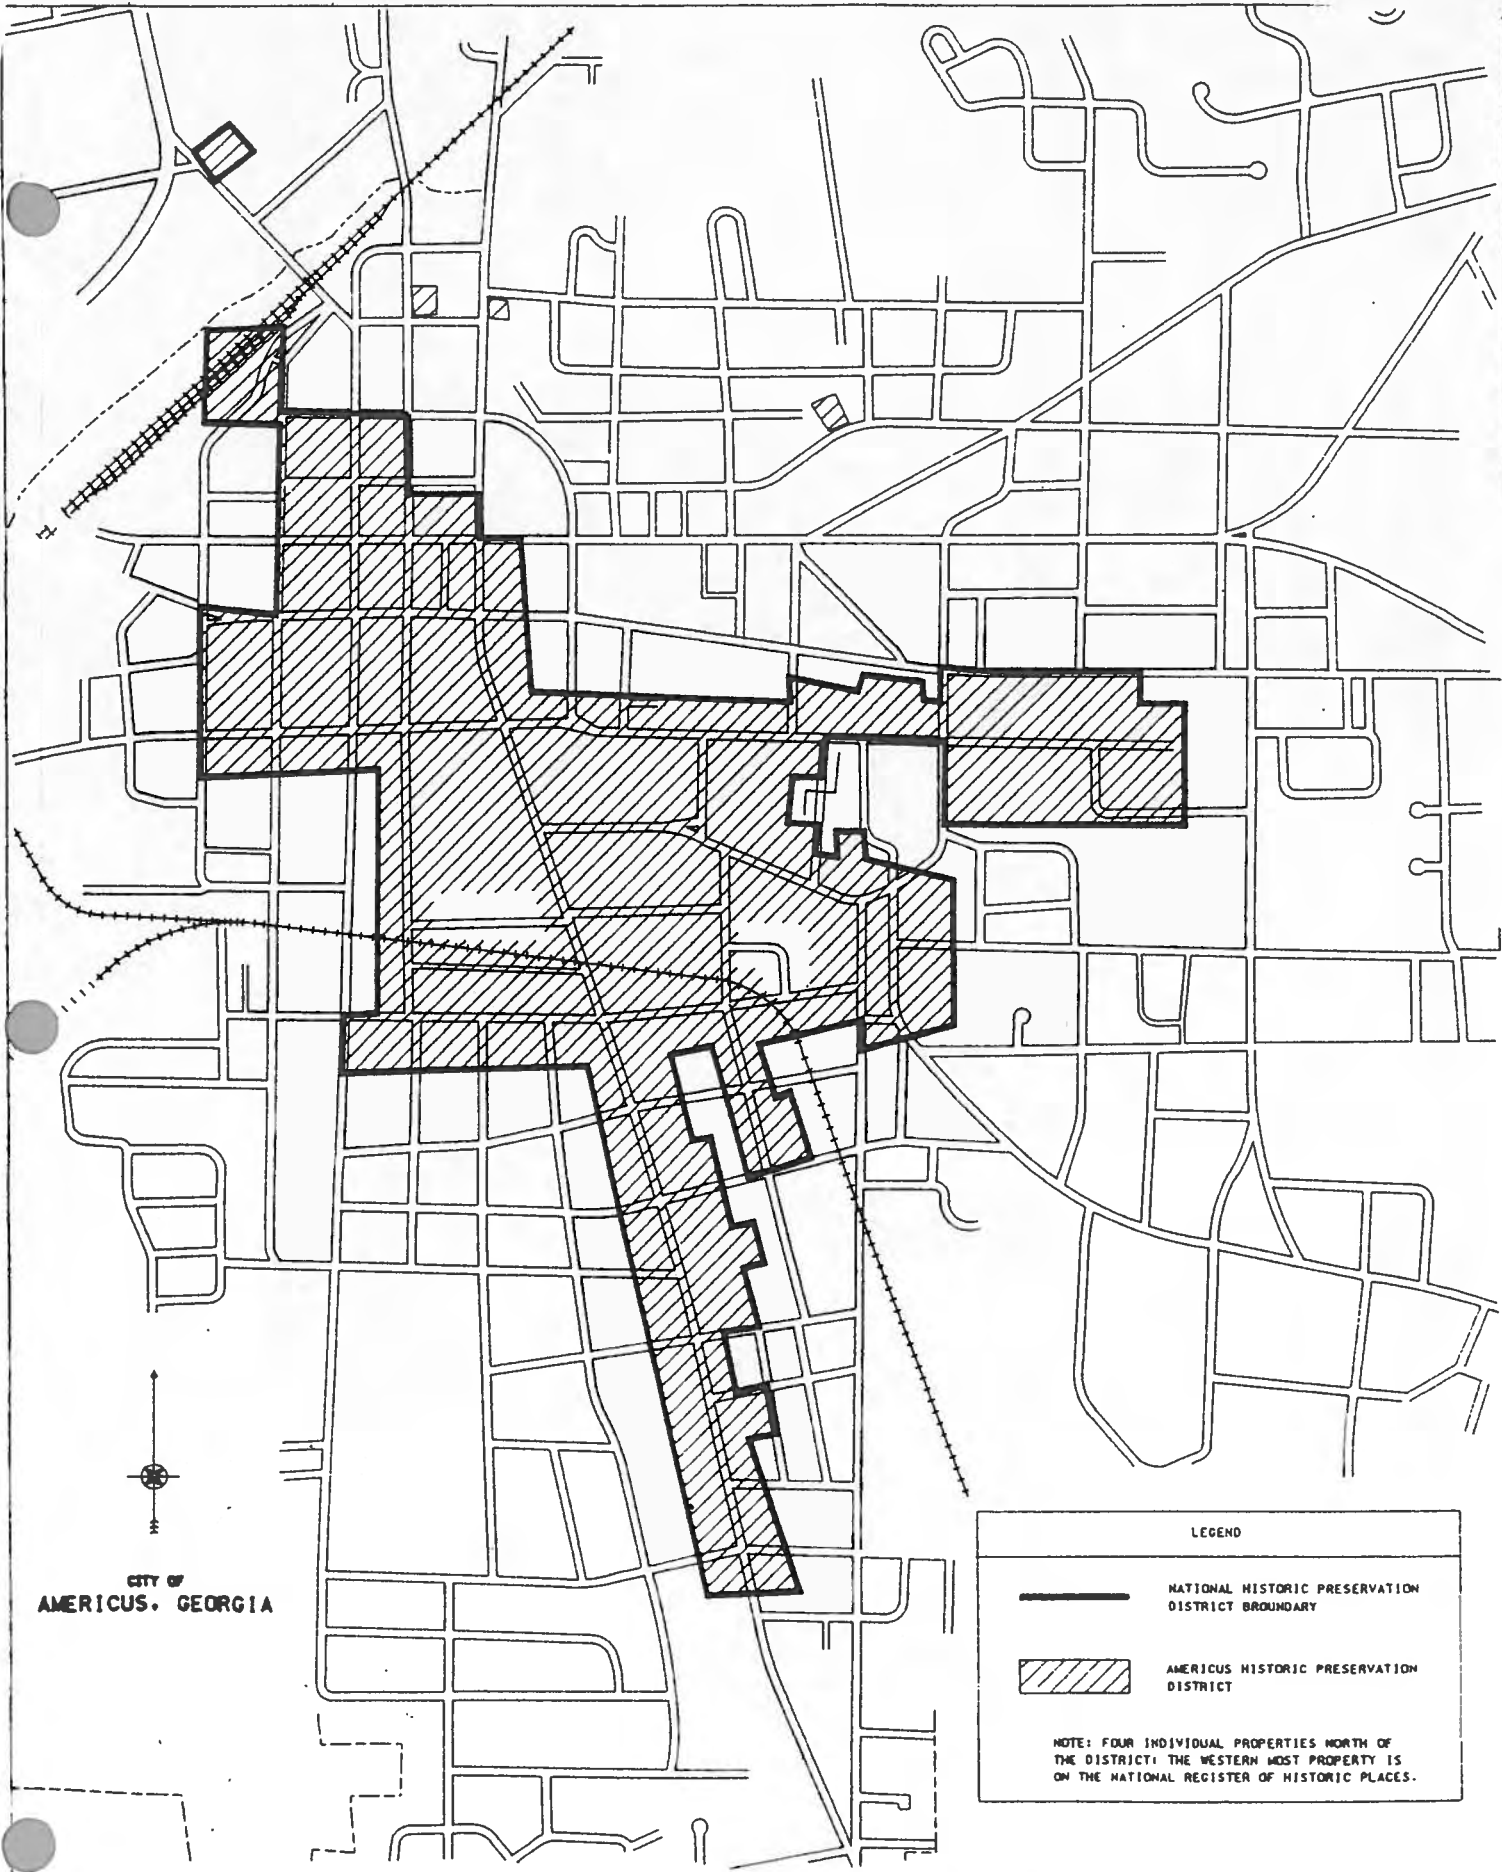 CITY OF
AMERICUS, GEORGIA
LEGEND
NATIONAL HISTORIC PRESERVATION
DISTRICT BROUNDARY
AMERICUS HISTORIC PRESERVATION
DISTRICT
NOTE: FOUR INDIVIDUAL PROPERTIES NORTH OF
THE DISTRICT: THE WESTERN MOST PROPERTY IS
ON THE NATIONAL REGISTER OF HISTORIC PLACES.